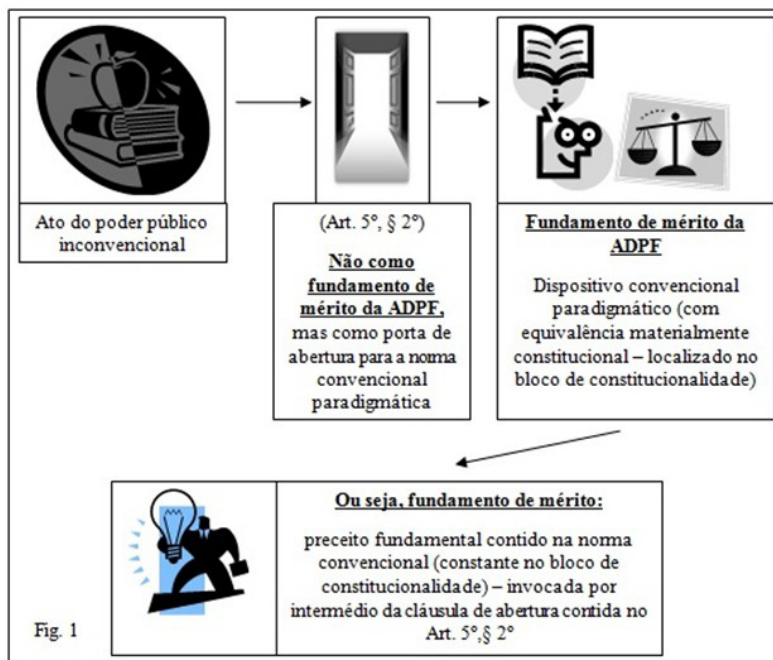 Ato do poder público
inconvencional
(Art. 5º, § 2º)
Não como
fundamento de
mérito da ADPF,
mas como porta de
abertura para a norma
convencional
paradigmática
Fundamento de mérito da
ADPF
Dispositivo convencional
paradigmático (com
equivalência materialmente
constitucional – localizado no
bloco de constitucionalidade)
Ou seja, fundamento de mérito:
preceito fundamental contido na norma
convencional (constante no bloco de
constitucionalidade) – invocada por
intermédio da cláusula de abertura contida no
Art. 5º,§ 2º
Fig. 1